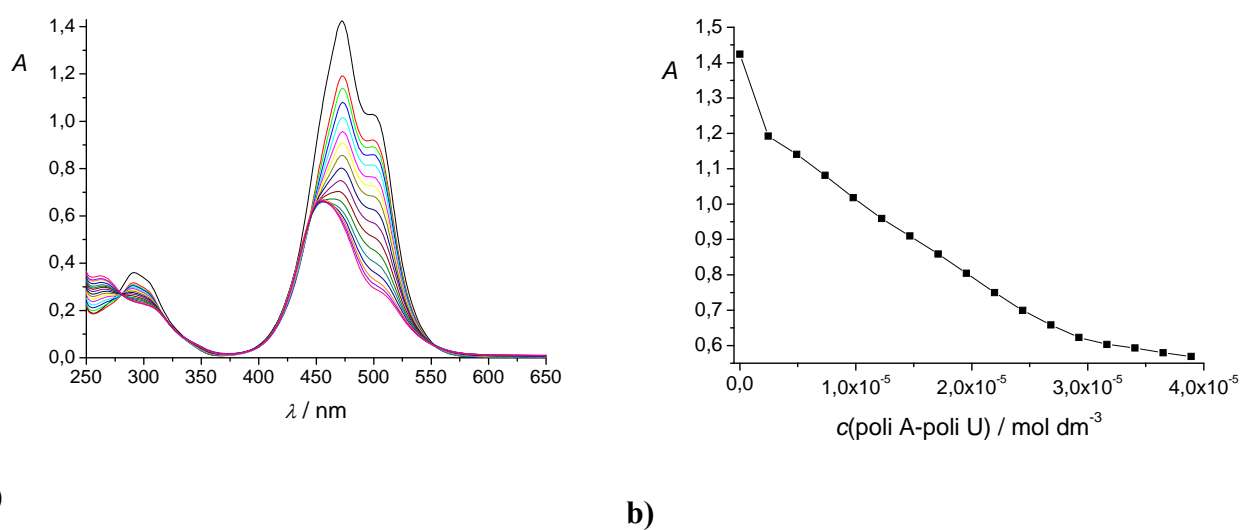 A
1,4
1,2
1,0
0,8
0,6
0,4
0,2
0,0
250 300 350 400 450 500 550 600 650
λ / nm
)
A
1,5
1,4
1,3
1,2
1,1
1,0
0,9
0,8
0,7
0,6
0,0 1,0x10⁻⁵ 2,0x10⁻⁵ 3,0x10⁻⁵ 4,0x10⁻⁵
c(poli A-poli U) / mol dm⁻³
b)